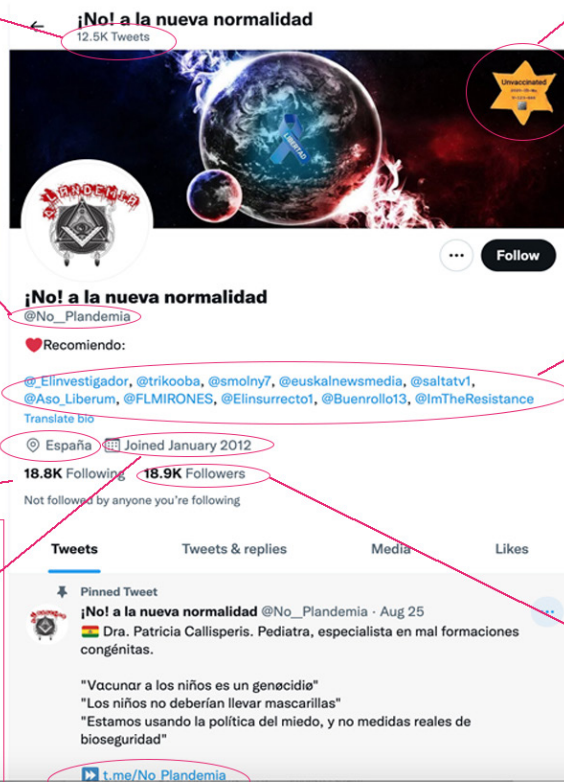 ¡No! a la nueva normalidad
12.5K Tweets
Unvaccinated
LIBERTAD
PLANDEMIA
Follow
¡No! a la nueva normalidad
@No__Plandemia
❤️Recomiendo:
@_Elinvestigador, @trikooba, @smolny7, @euskalnewsmedia, @saltatv1,
@Aso_Liberum, @FLMIRONES, @Elinsurrecto1, @Buenrollo13, @ImTheResistance
Translate bio
España Joined January 2012
18.8K Following 18.9K Followers
Not followed by anyone you're following
Tweets Tweets & replies Media Likes
Pinned Tweet
¡No! a la nueva normalidad @No__Plandemia · Aug 25
🇧🇴 Dra. Patricia Callisperis. Pediatra, especialista en mal formaciones
congénitas.
"Vɑcunɑr a los niños es un genøcidiø"
"Los niños no deberían llevar mascarillas"
"Estamos usando la política del miedo, y no medidas reales de
bioseguridad"
⏩ t.me/No_Plandemia